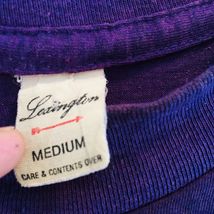 Lexington
MEDIUM
CARE & CONTENTS OVER